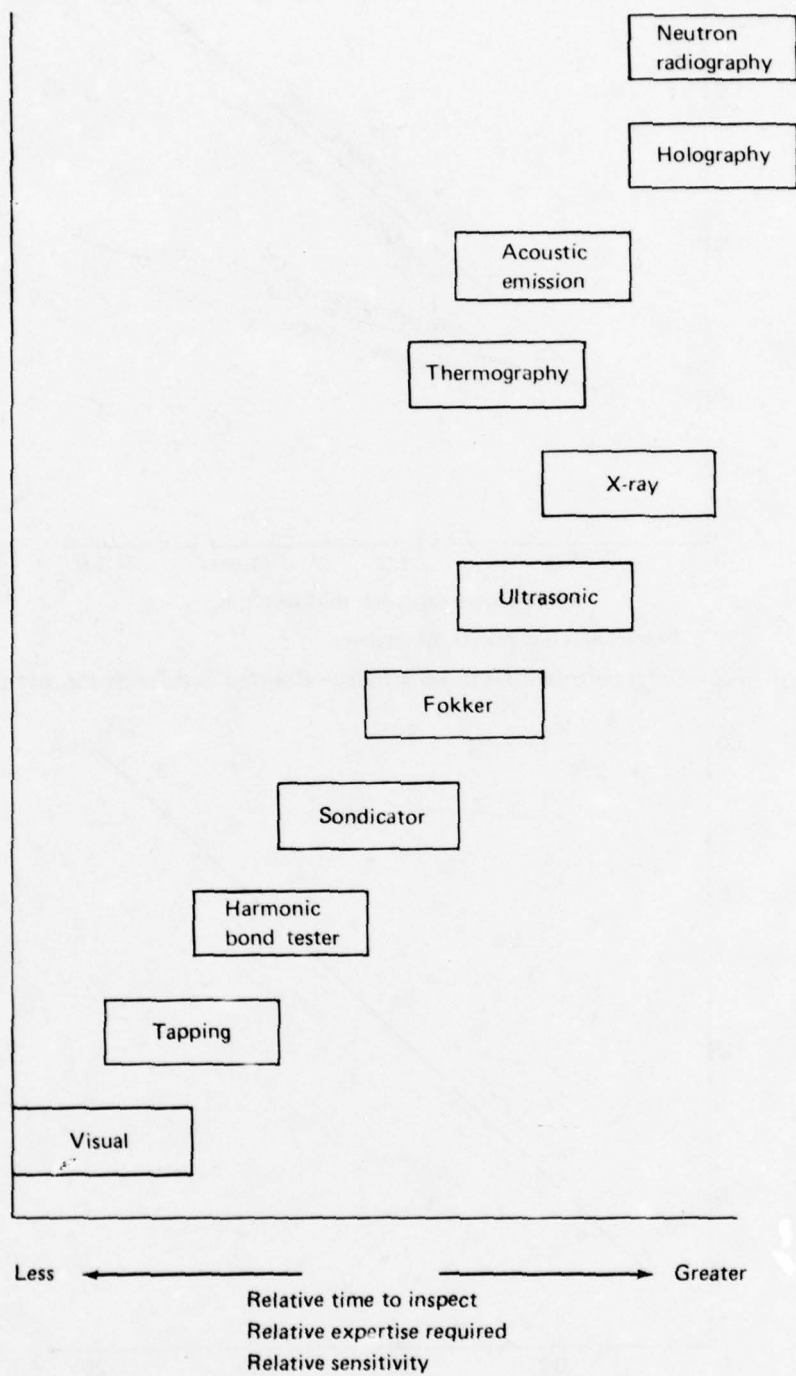 Neutron
radiography
Holography
Acoustic
emission
Thermography
X-ray
Ultrasonic
Fokker
Sondicator
Harmonic
bond tester
Tapping
Visual
Less Greater
Relative time to inspect
Relative expertise required
Relative sensitivity